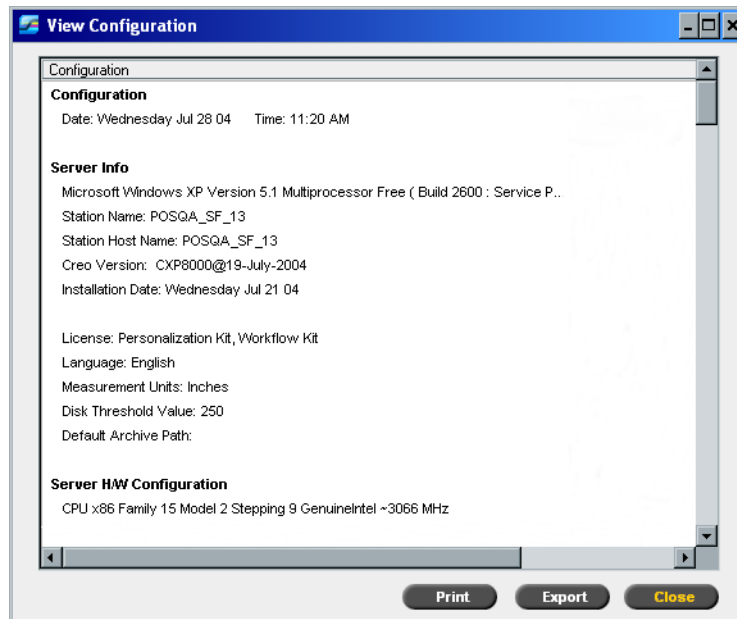 View Configuration
Configuration
Configuration
Date: Wednesday Jul 28 04 Time: 11:20 AM
Server Info
Microsoft Windows XP Version 5.1 Multiprocessor Free ( Build 2600 : Service P...
Station Name: POSQA_SF_13
Station Host Name: POSQA_SF_13
Creo Version: CXP8000@19-July-2004
Installation Date: Wednesday Jul 21 04
License: Personalization Kit, Workflow Kit
Language: English
Measurement Units: Inches
Disk Threshold Value: 250
Default Archive Path:
Server H/W Configuration
CPU x86 Family 15 Model 2 Stepping 9 GenuineIntel ~3066 MHz
Print Export Close